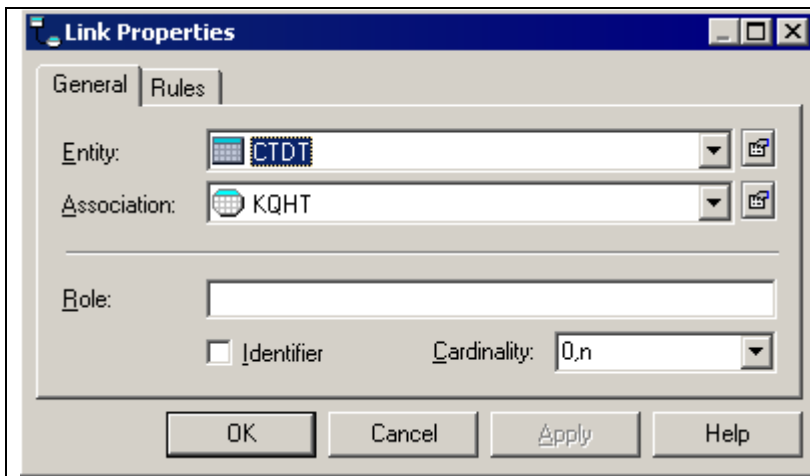 Link Properties
General Rules
Entity: CTDT
Association: KQHT
Role:
Identifier Cardinality: 0,n
OK Cancel Apply Help